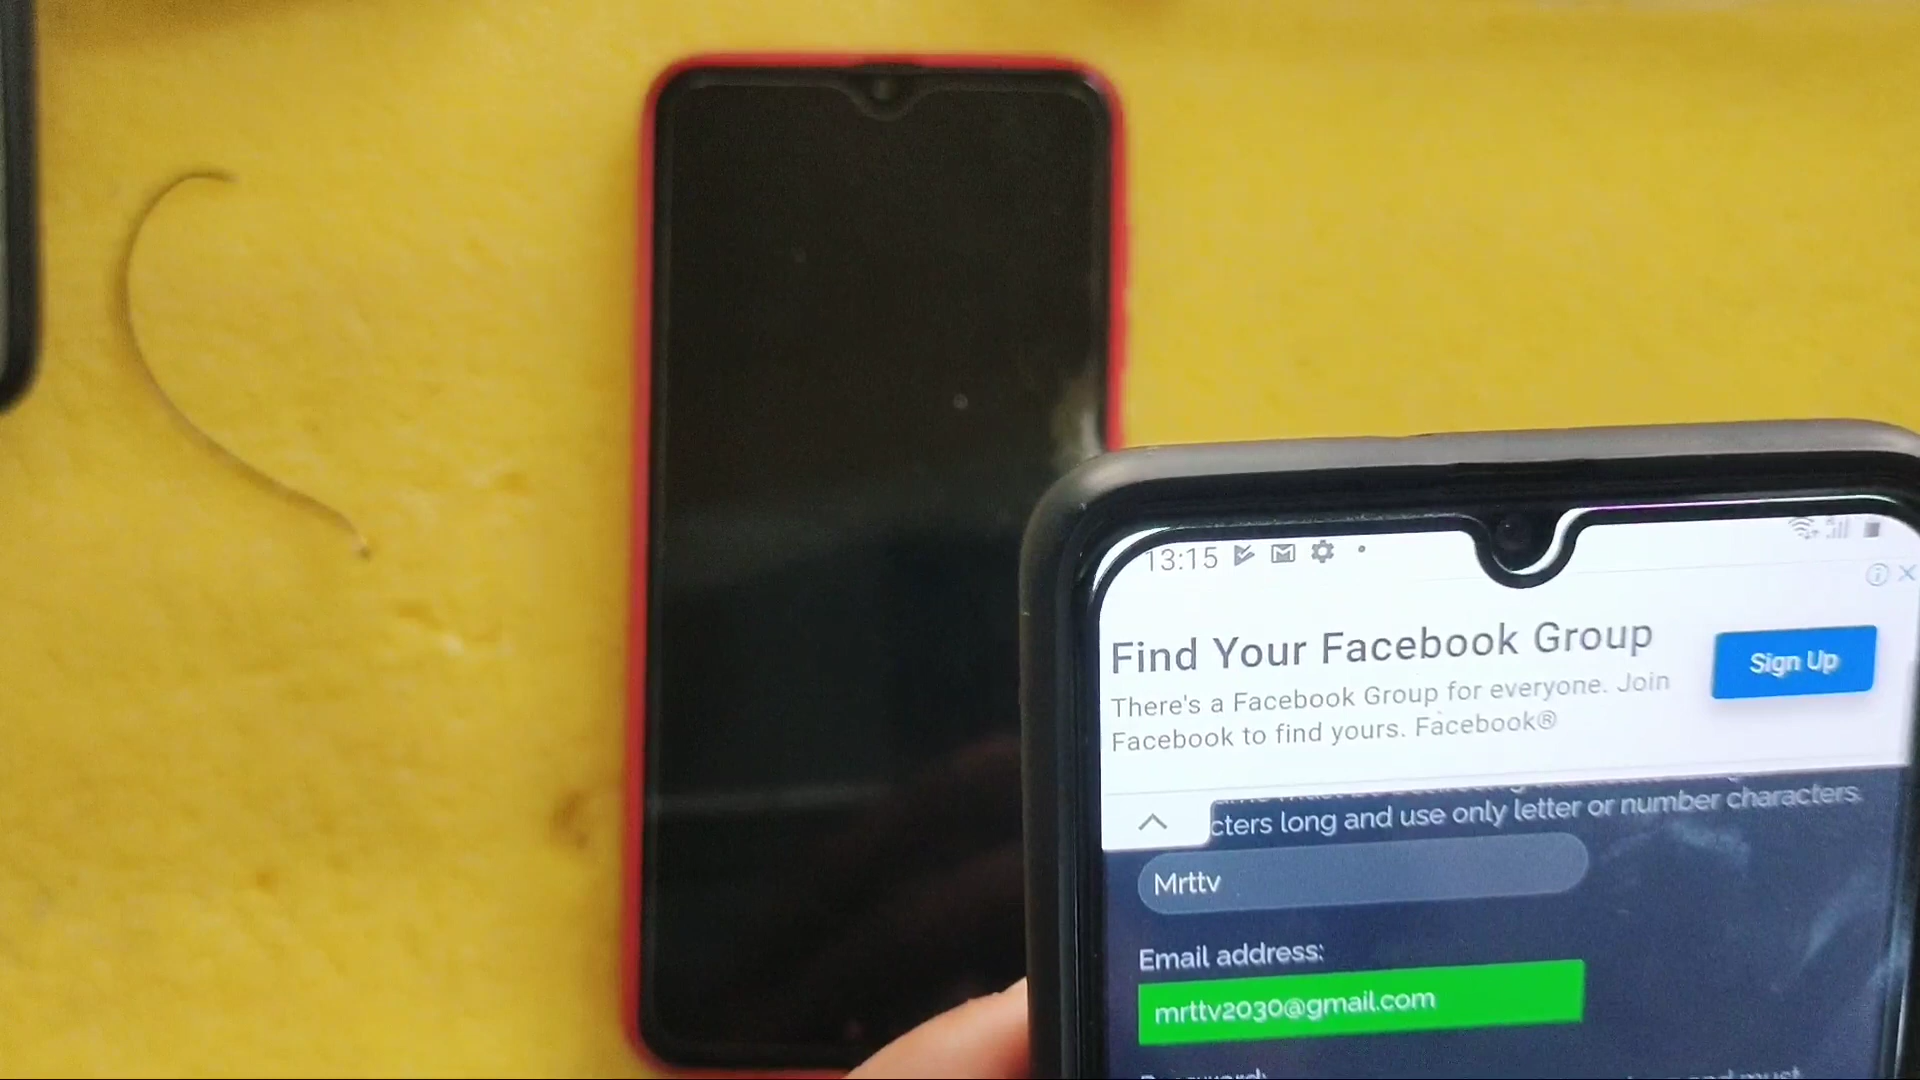 13:15
Find Your Facebook Group
There's a Facebook Group for everyone. Join
Facebook to find yours. Facebook®
Sign Up
cters long and use only letter or number characters.
Mrttv
Email address:
mrttv2030@gmail.com